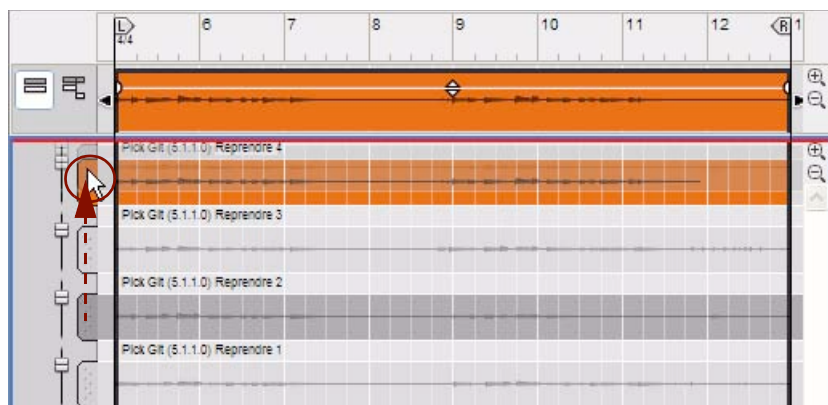 L 6 7 8 9 10 11 12 R 1
4/4
Pick Git (5.1.1.0) Reprendre 4
Pick Git (5.1.1.0) Reprendre 3
Pick Git (5.1.1.0) Reprendre 2
Pick Git (5.1.1.0) Reprendre 1